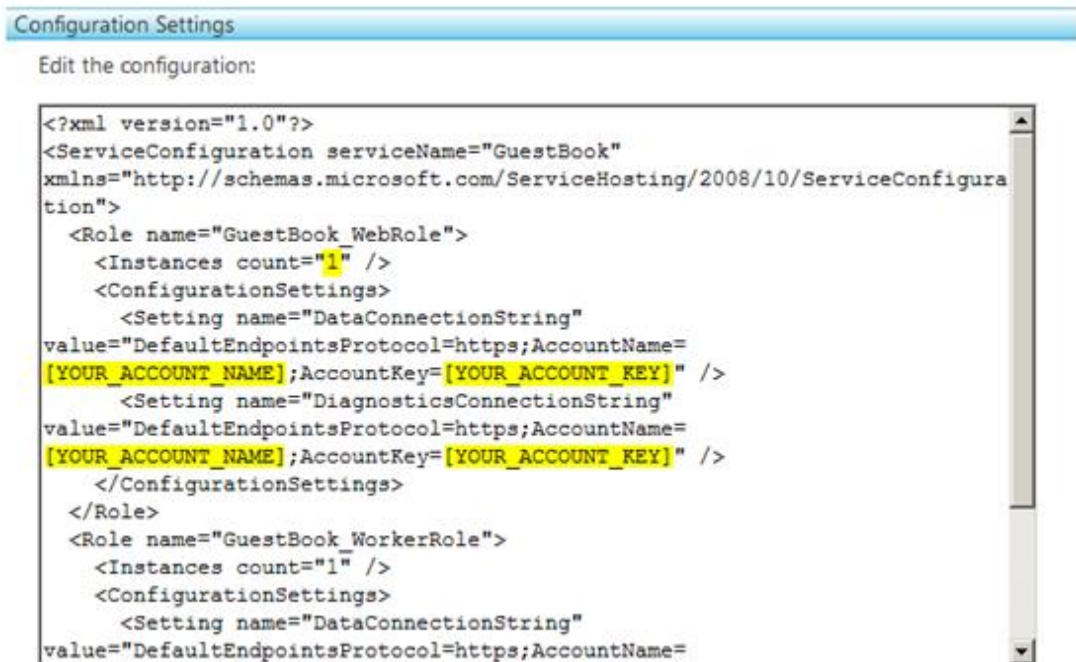 Configuration Settings
Edit the configuration:
<?xml version="1.0"?>
<ServiceConfiguration serviceName="GuestBook"
xmlns="http://schemas.microsoft.com/ServiceHosting/2008/10/ServiceConfigura
tion">
<Role name="GuestBook_WebRole">
<Instances count="1" />
<ConfigurationSettings>
<Setting name="DataConnectionString"
value="DefaultEndpointsProtocol=https;AccountName=
[YOUR_ACCOUNT_NAME];AccountKey=[YOUR_ACCOUNT_KEY]" />
<Setting name="DiagnosticsConnectionString"
value="DefaultEndpointsProtocol=https;AccountName=
[YOUR_ACCOUNT_NAME];AccountKey=[YOUR_ACCOUNT_KEY]" />
</ConfigurationSettings>
</Role>
<Role name="GuestBook_WorkerRole">
<Instances count="1" />
<ConfigurationSettings>
<Setting name="DataConnectionString"
value="DefaultEndpointsProtocol=https;AccountName=